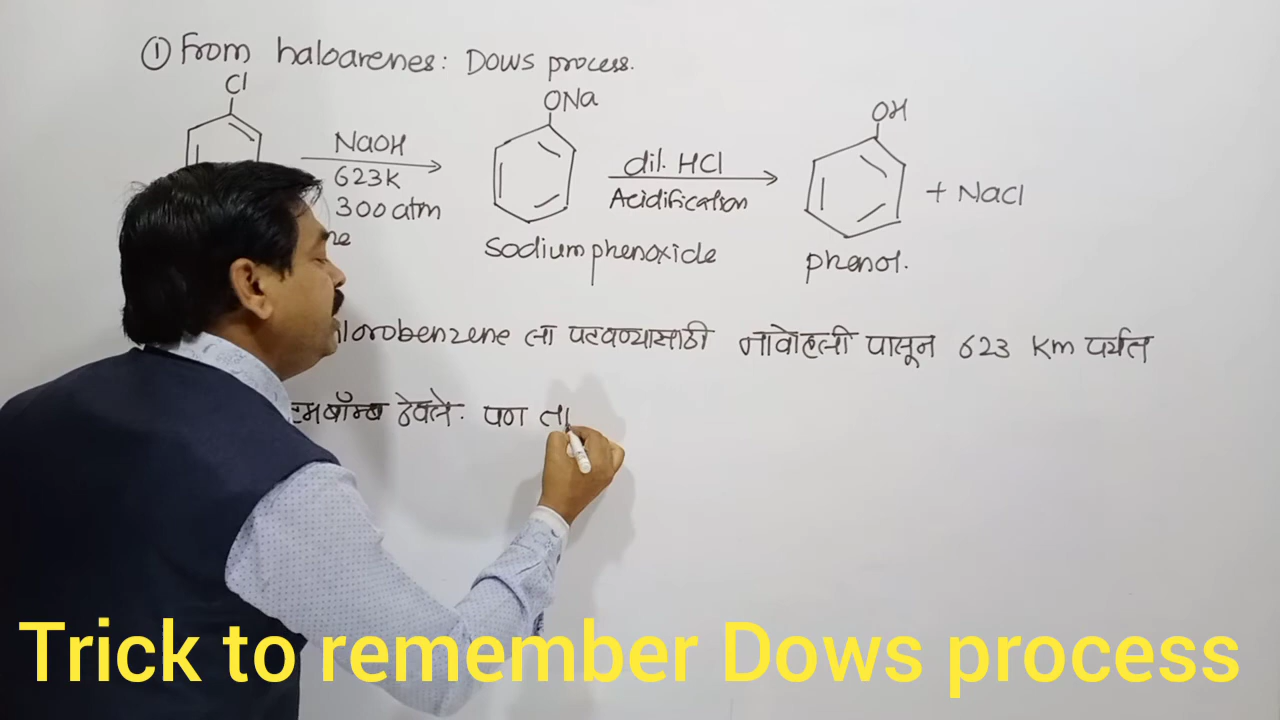 ① From haloarenes: Dows process.
Cl
ONa
OH
NaOH
623K
300 atm
dil. HCl
Acidification
+ NaCl
sodium phenoxide
phenol.
lorobenzene ला पटवण्यासाठी नावोहली पासून 623 Km पर्यंत
मबॉम्ब ठेवले. पण ता
Trick to remember Dows process